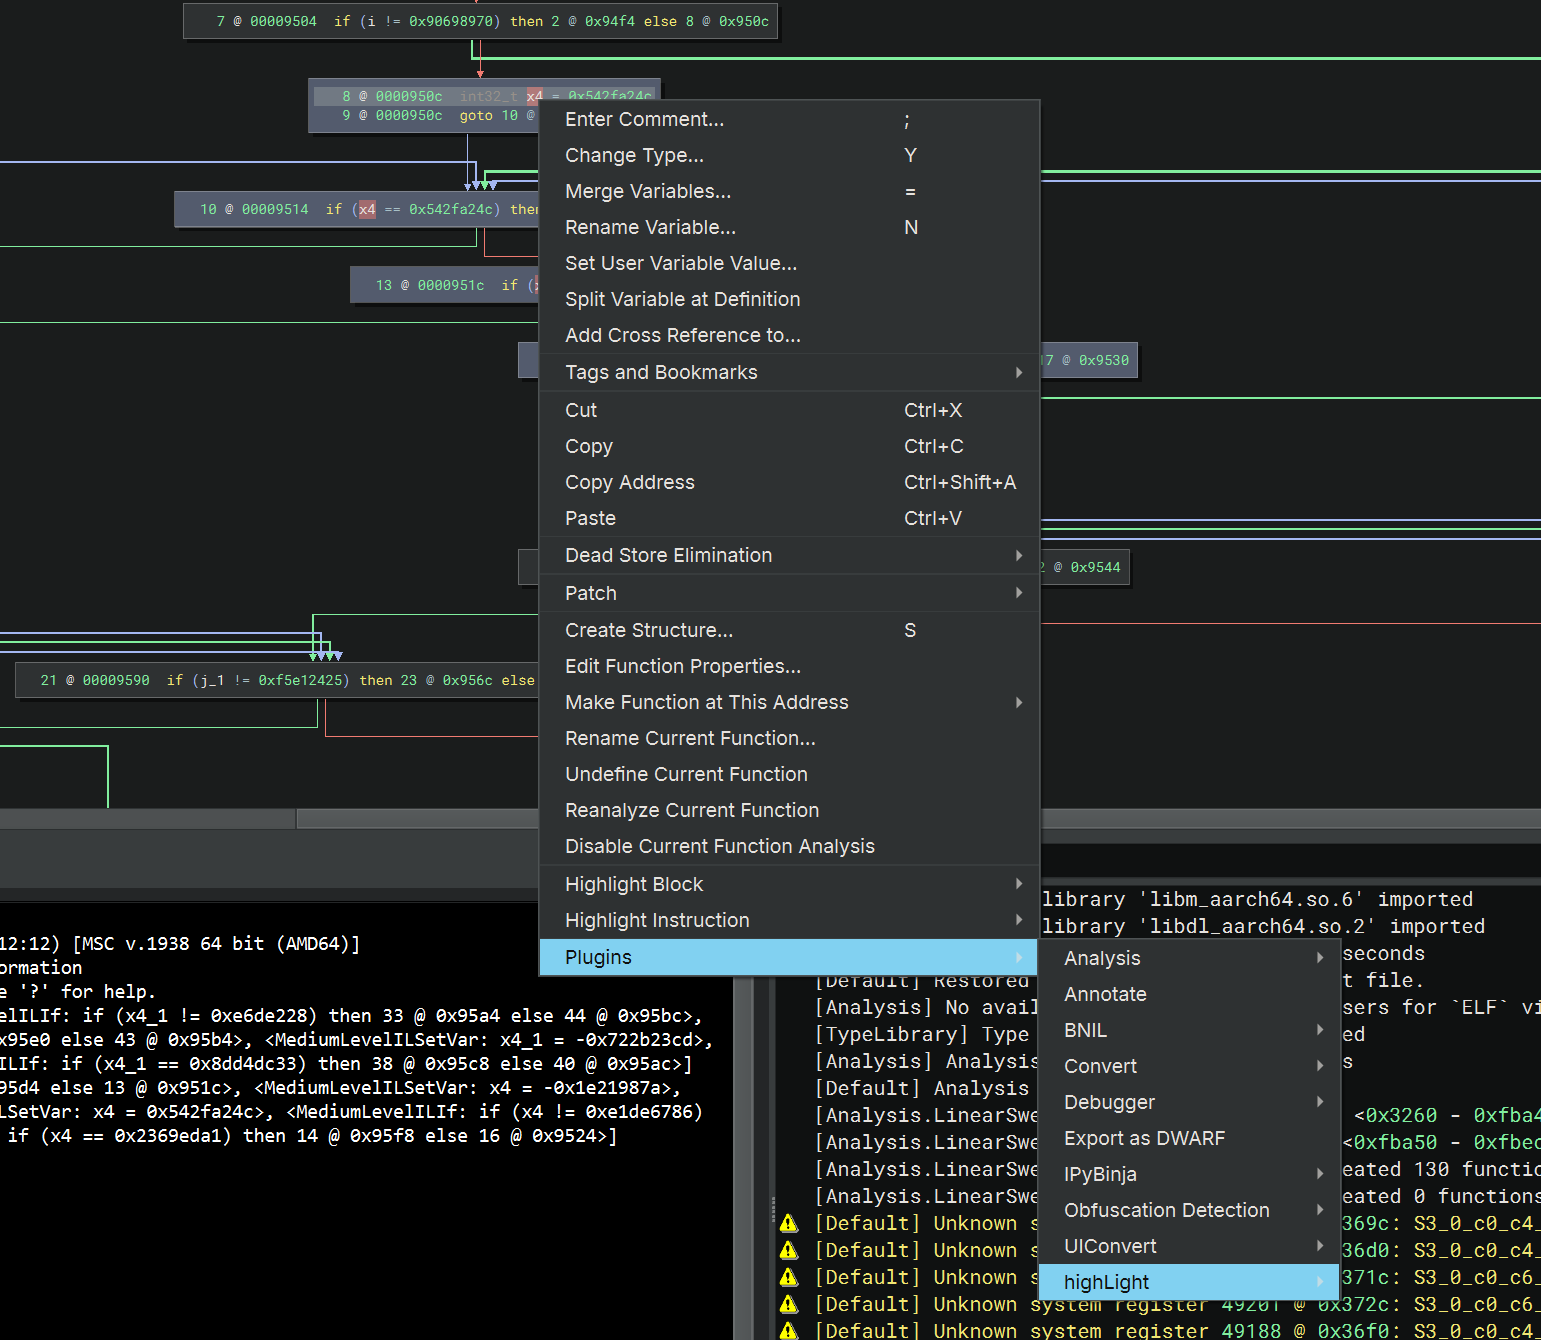 7 @ 00009504 if (i != 0x90698970) then 2 @ 0x94f4 else 8 @ 0x950c
8 @ 0000950c int32_t x4 = 0x542fa24c
9 @ 0000950c goto 10 @
10 @ 00009514 if (x4 == 0x542fa24c) then
13 @ 0000951c if (
17 @ 0x9530
2 @ 0x9544
21 @ 00009590 if (j_1 != 0xf5e12425) then 23 @ 0x956c else
Enter Comment... ;
Change Type... Y
Merge Variables... =
Rename Variable... N
Set User Variable Value...
Split Variable at Definition
Add Cross Reference to...
Tags and Bookmarks
Cut Ctrl+X
Copy Ctrl+C
Copy Address Ctrl+Shift+A
Paste Ctrl+V
Dead Store Elimination
Patch
Create Structure... S
Edit Function Properties...
Make Function at This Address
Rename Current Function...
Undefine Current Function
Reanalyze Current Function
Disable Current Function Analysis
Highlight Block
Highlight Instruction
Plugins
Analysis
Annotate
BNIL
Convert
Debugger
Export as DWARF
IPyBinja
Obfuscation Detection
UIConvert
highLight
12:12) [MSC v.1938 64 bit (AMD64)]
ormation
e '?' for help.
elILIf: if (x4_1 != 0xe6de228) then 33 @ 0x95a4 else 44 @ 0x95bc>,
x95e0 else 43 @ 0x95b4>, <MediumLevelILSetVar: x4_1 = -0x722b23cd>,
ILIf: if (x4_1 == 0x8dd4dc33) then 38 @ 0x95c8 else 40 @ 0x95ac>]
95d4 else 13 @ 0x951c>, <MediumLevelILSetVar: x4 = -0x1e21987a>,
LSetVar: x4 = 0x542fa24c>, <MediumLevelILIf: if (x4 != 0xe1de6786)
if (x4 == 0x2369eda1) then 14 @ 0x95f8 else 16 @ 0x9524>]
library 'libm_aarch64.so.6' imported
library 'libdl_aarch64.so.2' imported
seconds
[Default] Restored t file.
[Analysis] No avail sers for `ELF` vi
[TypeLibrary] Type ed
[Analysis] Analysis s
[Default] Analysis
[Analysis.LinearSwe <0x3260 - 0xfba4
[Analysis.LinearSwe <0xfba50 - 0xfbec
[Analysis.LinearSwe eated 130 functio
[Analysis.LinearSwe eated 0 functions
[Default] Unknown s 369c: S3_0_c0_c4_
[Default] Unknown s 36d0: S3_0_c0_c4_
[Default] Unknown s 371c: S3_0_c0_c6_
[Default] Unknown system register 49201 @ 0x372c: S3_0_c0_c6_
[Default] Unknown system register 49188 @ 0x36f0: S3_0_c0_c4_